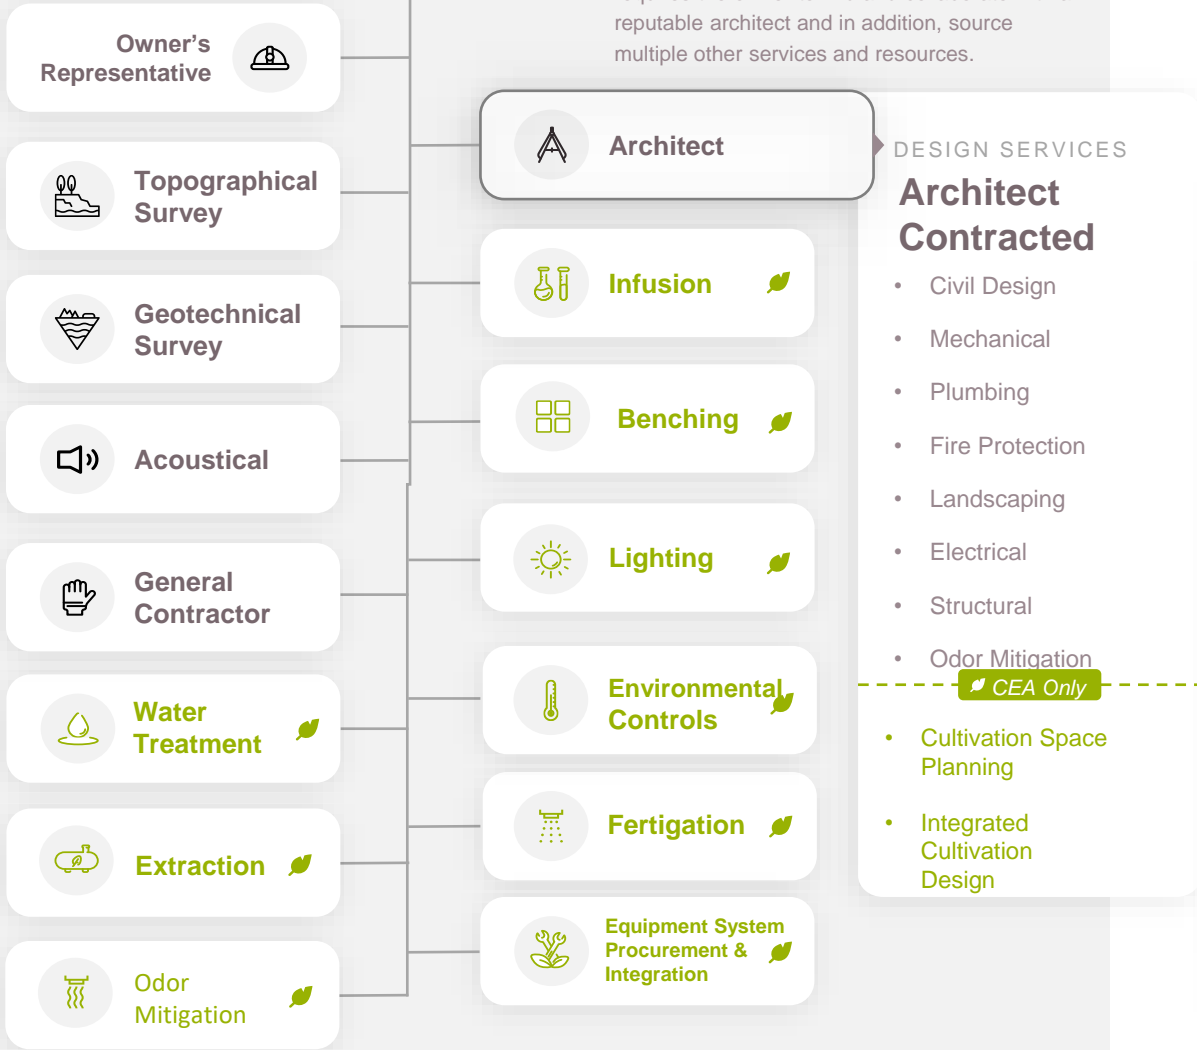 reputable architect and in addition, source
multiple other services and resources.
Owner’s
Representative
Topographical
Survey
Geotechnical
Survey
Acoustical
General
Contractor
Water
Treatment
Extraction
Odor
Mitigation
Architect
Infusion
Benching
Lighting
Environmental
Controls
Fertigation
Equipment System
Procurement &
Integration
DESIGN SERVICES
Architect
Contracted
• Civil Design
• Mechanical
• Plumbing
• Fire Protection
• Landscaping
• Electrical
• Structural
• Odor Mitigation
CEA Only
• Cultivation Space
Planning
• Integrated
Cultivation
Design